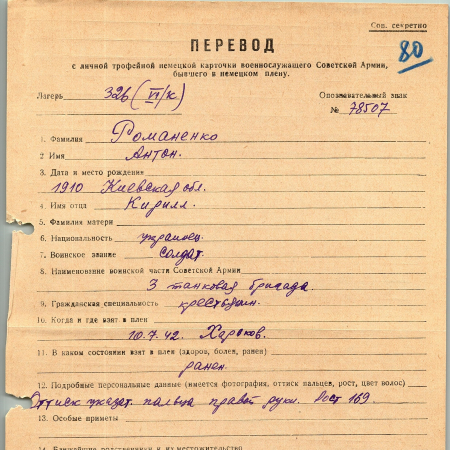 Сов. секретно
80
ПЕРЕВОД
с личной трофейной немецкой карточки военнослужащего Советской Армии,
бывшего в немецком плену.
Лагерь 326 (VI/К)
Опознавательный знак
№ 78507
1. Фамилия Романенко
2 Имя Антон.
3. Дата и место рождения
1910 Киевская обл.
4. Имя отца Кирилл.
5. Фамилия матери
6. Национальность украинец.
7. Воинское звание солдат.
8. Наименование воинской части Советской Армии
3 танковая бригада.
9. Гражданская специальность крестьянин.
10. Когда и где взят в плен
10.7.42. Харьков.
11. В каком состоянии взят в плен (здоров, болен, ранен)
ранен.
12. Подробные персональные данные (имеется фотография, оттиск пальцев, рост, цвет волос)
Оттиск указат. пальца правой руки. Рост 169.
13. Особые приметы
14. Ближайшие родственники и их местожительство